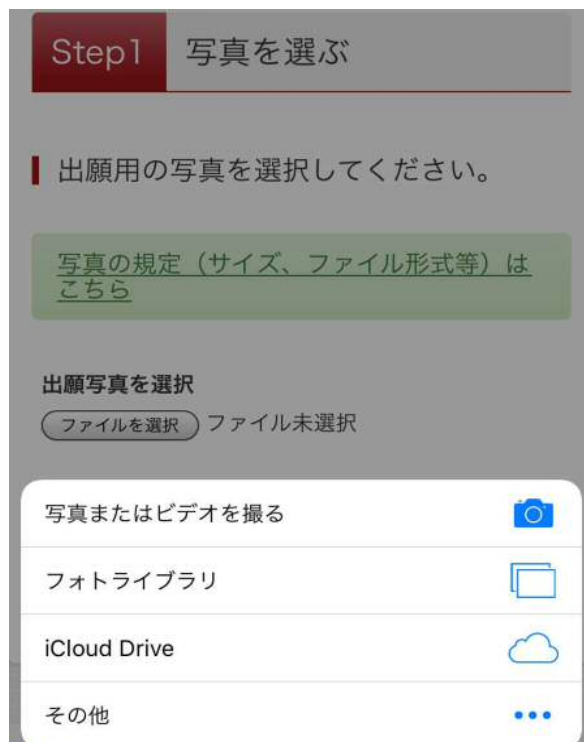 Step1 写真を選ぶ
出願用の写真を選択してください。
写真の規定（サイズ、ファイル形式等）は
こちら
出願写真を選択
ファイルを選択 ファイル未選択
写真またはビデオを撮る
フォトライブラリ
iCloud Drive
その他